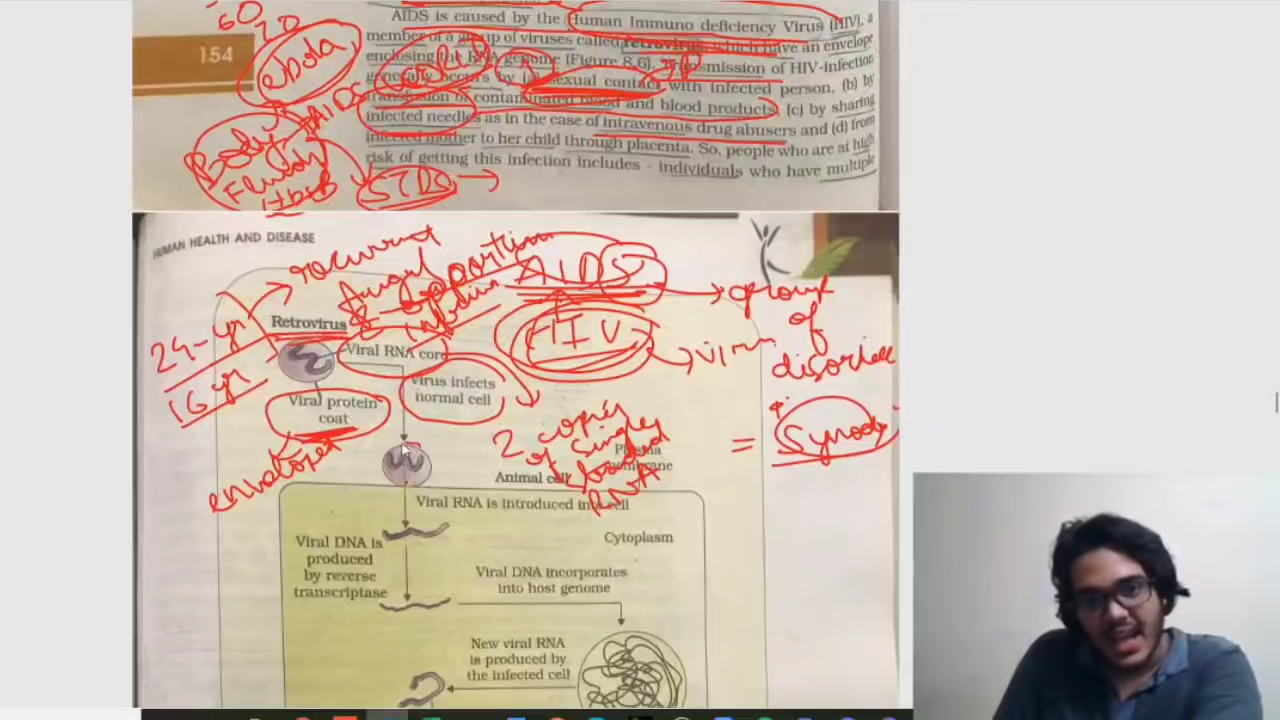 60 20
154
ebola
AIDS
Body
Fluids
STDs
AIDS is caused by the Human Immuno deficiency Virus (HIV), a
member of a group of viruses called retrovirus, which have an envelope
enclosing the RNA genome (Figure 8.6). Transmission of HIV-infection
generally occurs by (a) sexual contact with infected person, (b) by
transfusion of contaminated blood and blood products, (c) by sharing
infected needles as in the case of intravenous drug abusers and (d) from
infected mother to her child through placenta. So, people who are at high
risk of getting this infection includes - individuals who have multiple
HUMAN HEALTH AND DISEASE
recurrent
fungal
infection
AIDS
group
of
HIV
virus
24-yr
16 yr
Retrovirus
Viral RNA core
Virus infects
normal cell
Viral protein
coat
enveloped
2 copies
of single
RNA
=
Plasma
membrane
Animal cell
Viral RNA is introduced into cell
Viral DNA is
produced
by reverse
transcriptase
Cytoplasm
Viral DNA incorporates
into host genome
New viral RNA
is produced by
the infected cell